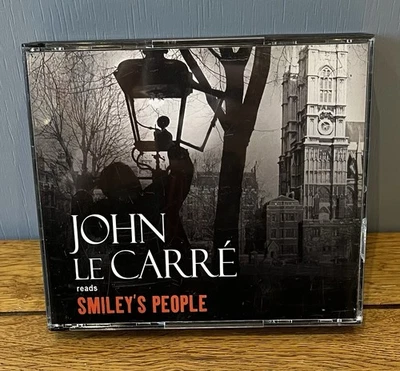 JOHN
LE CARRÉ
reads
SMILEY'S PEOPLE